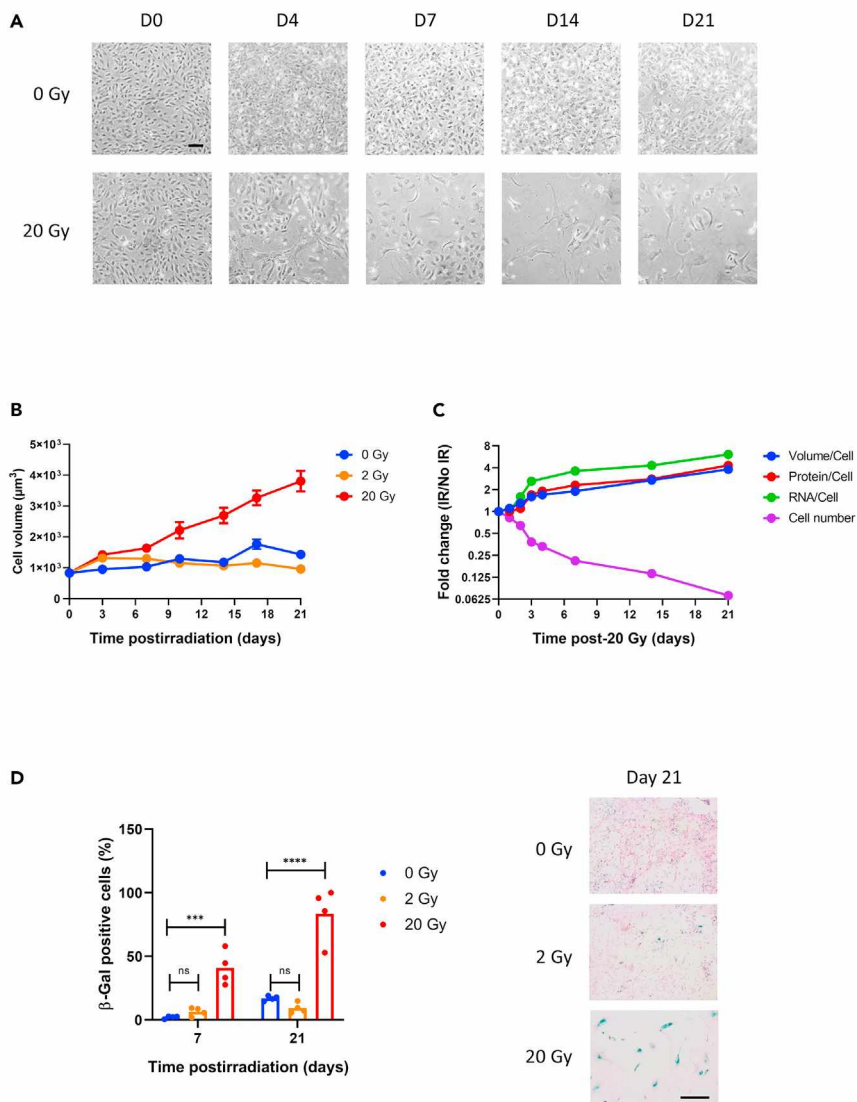 A
D0 D4 D7 D14 D21
0 Gy
20 Gy
B
5×10³
4×10³
3×10³
2×10³
1×10³
0
Cell volume (µm³)
0 3 6 9 12 15 18 21
Time postirradiation (days)
0 Gy
2 Gy
20 Gy
C
8
4
2
1
0.5
0.25
0.125
0.0625
Fold change (IR/No IR)
0 3 6 9 12 15 18 21
Time post-20 Gy (days)
Volume/Cell
Protein/Cell
RNA/Cell
Cell number
D
150
100
50
0
β-Gal positive cells (%)
***
ns
****
ns
7 21
Time postirradiation (days)
0 Gy
2 Gy
20 Gy
Day 21
0 Gy
2 Gy
20 Gy